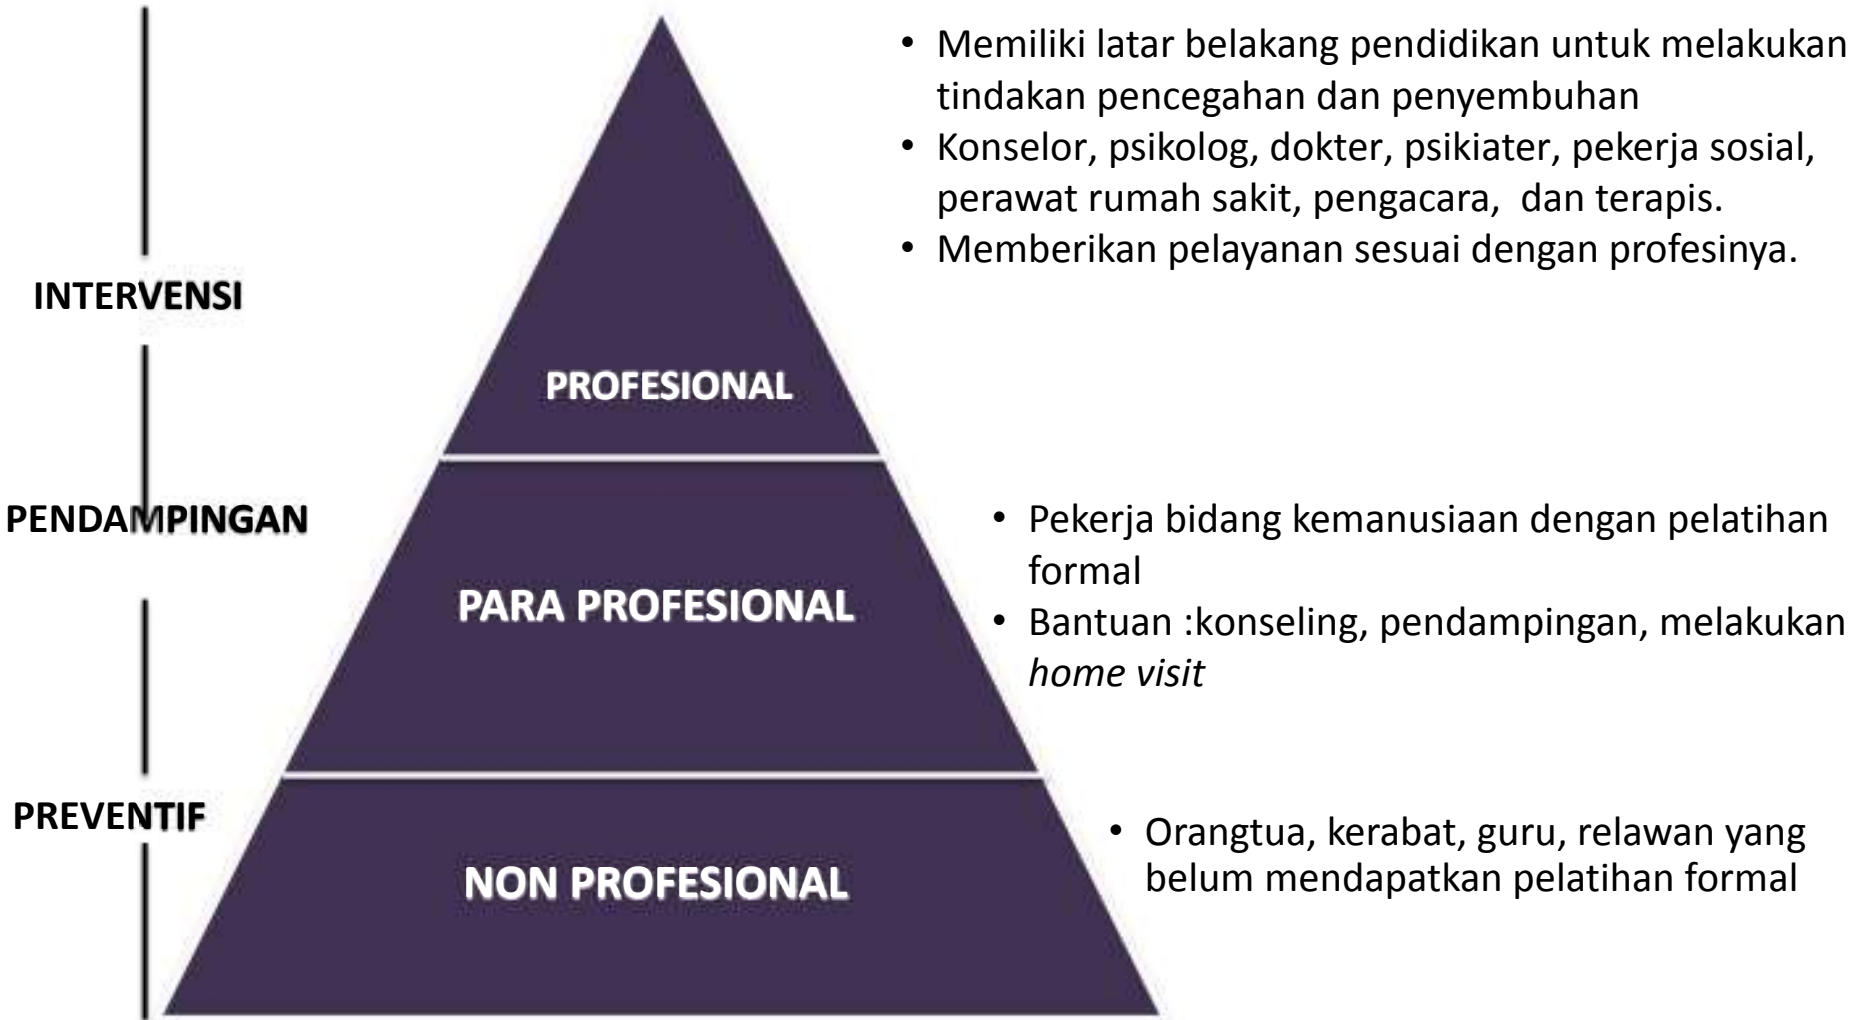 • Memiliki latar belakang pendidikan untuk melakukan
tindakan pencegahan dan penyembuhan
• Konselor, psikolog, dokter, psikiater, pekerja sosial,
perawat rumah sakit, pengacara, dan terapis.
• Memberikan pelayanan sesuai dengan profesinya.
INTERVENSI
PROFESIONAL
PENDAMPINGAN
• Pekerja bidang kemanusiaan dengan pelatihan
formal
PARA PROFESIONAL
• Bantuan :konseling, pendampingan, melakukan
home visit
PREVENTIF
• Orangtua, kerabat, guru, relawan yang
belum mendapatkan pelatihan formal
NON PROFESIONAL